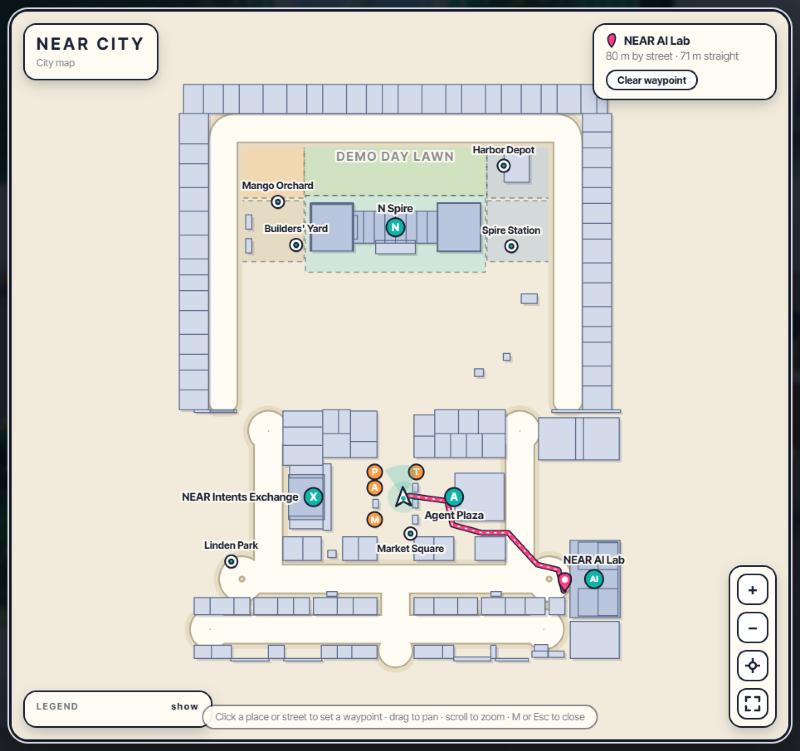 NEAR CITY
City map
NEAR AI Lab
80 m by street · 71 m straight
Clear waypoint
DEMO DAY LAWN
Harbor Depot
Mango Orchard
N Spire
N
Builders' Yard
Spire Station
P
T
A
NEAR Intents Exchange
X
A
Agent Plaza
M
Market Square
Linden Park
NEAR AI Lab
AI
+
−
LEGEND
show
Click a place or street to set a waypoint · drag to pan · scroll to zoom · M or Esc to close